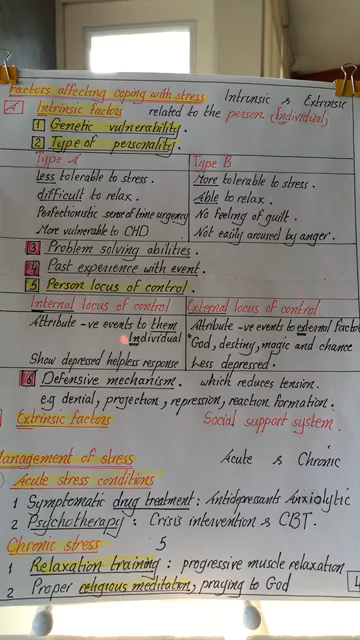 Factors affecting coping with stress Intrinsic & Extrinsic
A Intrinsic factors related to the person (Individual)
1 Genetic vulnerability.
2 Type of personality.
Type A Type B
Less tolerable to stress. More tolerable to stress.
difficult to relax. Able to relax.
Perfectionistic sense of time urgency No feeling of guilt.
More vulnerable to CHD Not easily aroused by anger.
3 Problem solving abilities.
4 Past experience with event.
5 Person locus of control.
Internal locus of control External locus of control
Attribute -ve events to them Attribute -ve events to external factor
Individual God, destiny, magic and chance
Show depressed helpless response Less depressed.
6 Defensive mechanism. which reduces tension.
e.g denial, projection, repression, reaction formation.
Extrinsic factors Social support system.
Management of stress Acute & Chronic
Acute stress conditions
1 Symptomatic drug treatment: Antidepressants Anxiolytic
2 Psychotherapy: Crisis intervention & CBT.
Chronic stress 5
1 Relaxation training: progressive muscle relaxation
2 Proper religious meditation, praying to God
4